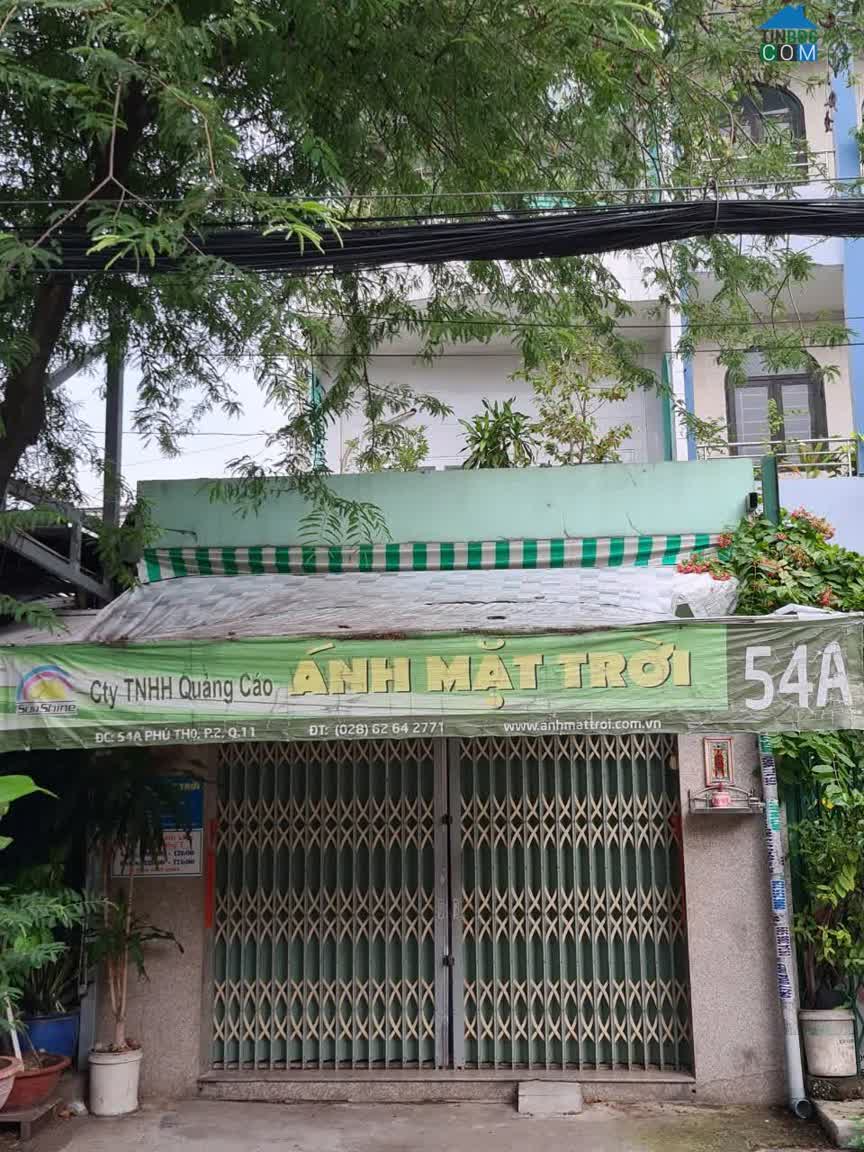 TINBDS
COM
SunShine
Cty TNHH Quảng Cáo
ÁNH MẶT TRỜI
54A
ĐC: 54A PHÚ THỌ, P.2, Q.11
ĐT: (028) 62 64 2771
www.anhmattroi.com.vn